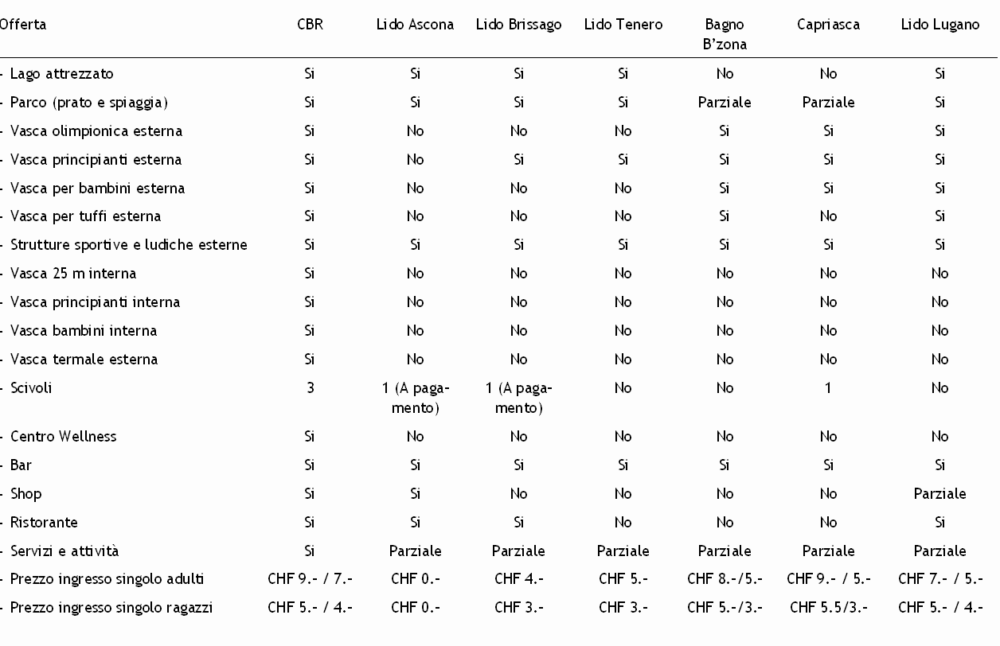 Offerta CBR Lido Ascona Lido Brissago Lido Tenero Bagno Capriasca Lido Lugano
B'zona
- Lago attrezzato Si Si Si Si No No Si
- Parco (prato e spiaggia) Si Si Si Si Parziale Parziale Si
- Vasca olimpionica esterna Si No No No Si Si Si
- Vasca principianti esterna Si No Si Si Si Si Si
- Vasca per bambini esterna Si No No No Si Si Si
- Vasca per tuffi esterna Si No No No Si No Si
- Strutture sportive e ludiche esterne Si Si Si Si Si Si Si
- Vasca 25 m interna Si No No No No No No
- Vasca principianti interna Si No No No No No No
- Vasca bambini interna Si No No No No No No
- Vasca termale esterna Si No No No No No No
- Scivoli 3 1 (A paga- 1 (A paga- No No 1 No
mento) mento)
- Centro Wellness Si No No No No No No
- Bar Si Si Si Si Si Si Si
- Shop Si Si No No No No Parziale
- Ristorante Si Si Si No No No Si
- Servizi e attività Si Parziale Parziale Parziale Parziale Parziale Parziale
- Prezzo ingresso singolo adulti CHF 9.- / 7.- CHF 0.- CHF 4.- CHF 5.- CHF 8.-/5.- CHF 9.- / 5.- CHF 7.- / 5.-
- Prezzo ingresso singolo ragazzi CHF 5.- / 4.- CHF 0.- CHF 3.- CHF 3.- CHF 5.-/3.- CHF 5.5/3.- CHF 5.- / 4.-